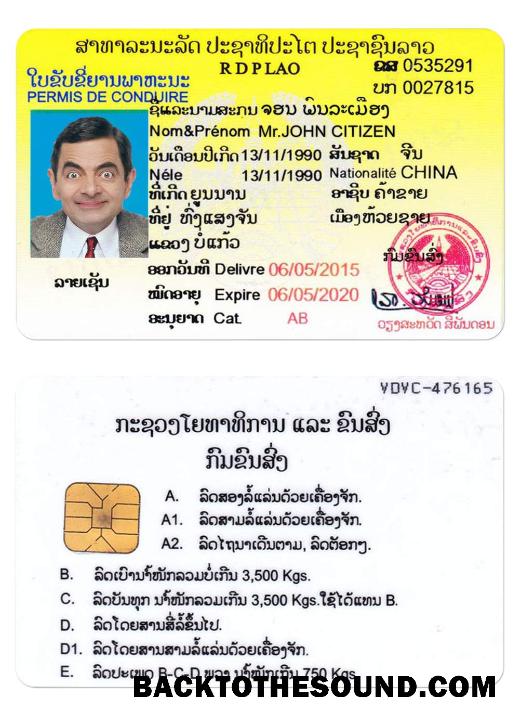 ສາທາລະນະລັດ ປະຊາທິປະໄຕ ປະຊາຊົນລາວ
R D P LAO
ຂສ 0535291
ບກ 0027815
ໃບຂັບຂີ່ຍານພາຫະນະ
PERMIS DE CONDUIRE
ຊື່ແລະນາມສະກຸນ ຈອນ ພົນລະເມືອງ
Nom&Prénom Mr.JOHN CITIZEN
ວັນເດືອນປີເກີດ 13/11/1990 ສັນຊາດ ຈີນ
Néle 13/11/1990 Nationalité CHINA
ທີ່ເກີດ ຍູນນານ ອາຊີບ ຄ້າຂາຍ
ທີ່ຢູ່ ທົ່ງແສງຈັນ ເມືອງ ຫ້ວຍຊາຍ
ແຂວງ ບໍ່ແກ້ວ
ກົມຂົນສົ່ງ
ອອກວັນທີ Delivre 06/05/2015
ລາຍເຊັນ
ໝົດອາຍຸ Expire 06/05/2020
ອະນຸຍາດ Cat. AB
ວຽງສະຫວັດ ສີພັນດອນ
VDVC-476165
ກະຊວງໂຍທາທິການ ແລະ ຂົນສົ່ງ
ກົມຂົນສົ່ງ
A. ລົດສອງລໍ້ແລ່ນດ້ວຍເຄື່ອງຈັກ.
A1. ລົດສາມລໍ້ແລ່ນດ້ວຍເຄື່ອງຈັກ.
A2. ລົດໄຖນາເດີນຕາມ, ລົດຕັອກໆ.
B. ລົດເບົານ້ຳໜັກລວມບໍ່ເກີນ 3,500 Kgs.
C. ລົດບັນທຸກ ນ້ຳໜັກລວມເກີນ 3,500 Kgs.ໃຊ້ໄດ້ແທນ B.
D. ລົດໂດຍສານສີ່ລໍ້ຂຶ້ນໄປ.
D1. ລົດໂດຍສານສາມລໍ້ແລ່ນດ້ວຍເຄື່ອງຈັກ.
E. ລົດປະເພດ B-C-D ພວງ ນ້ຳໜັກເກີນ 750 Kgs
BACKTOTHESOUND.COM